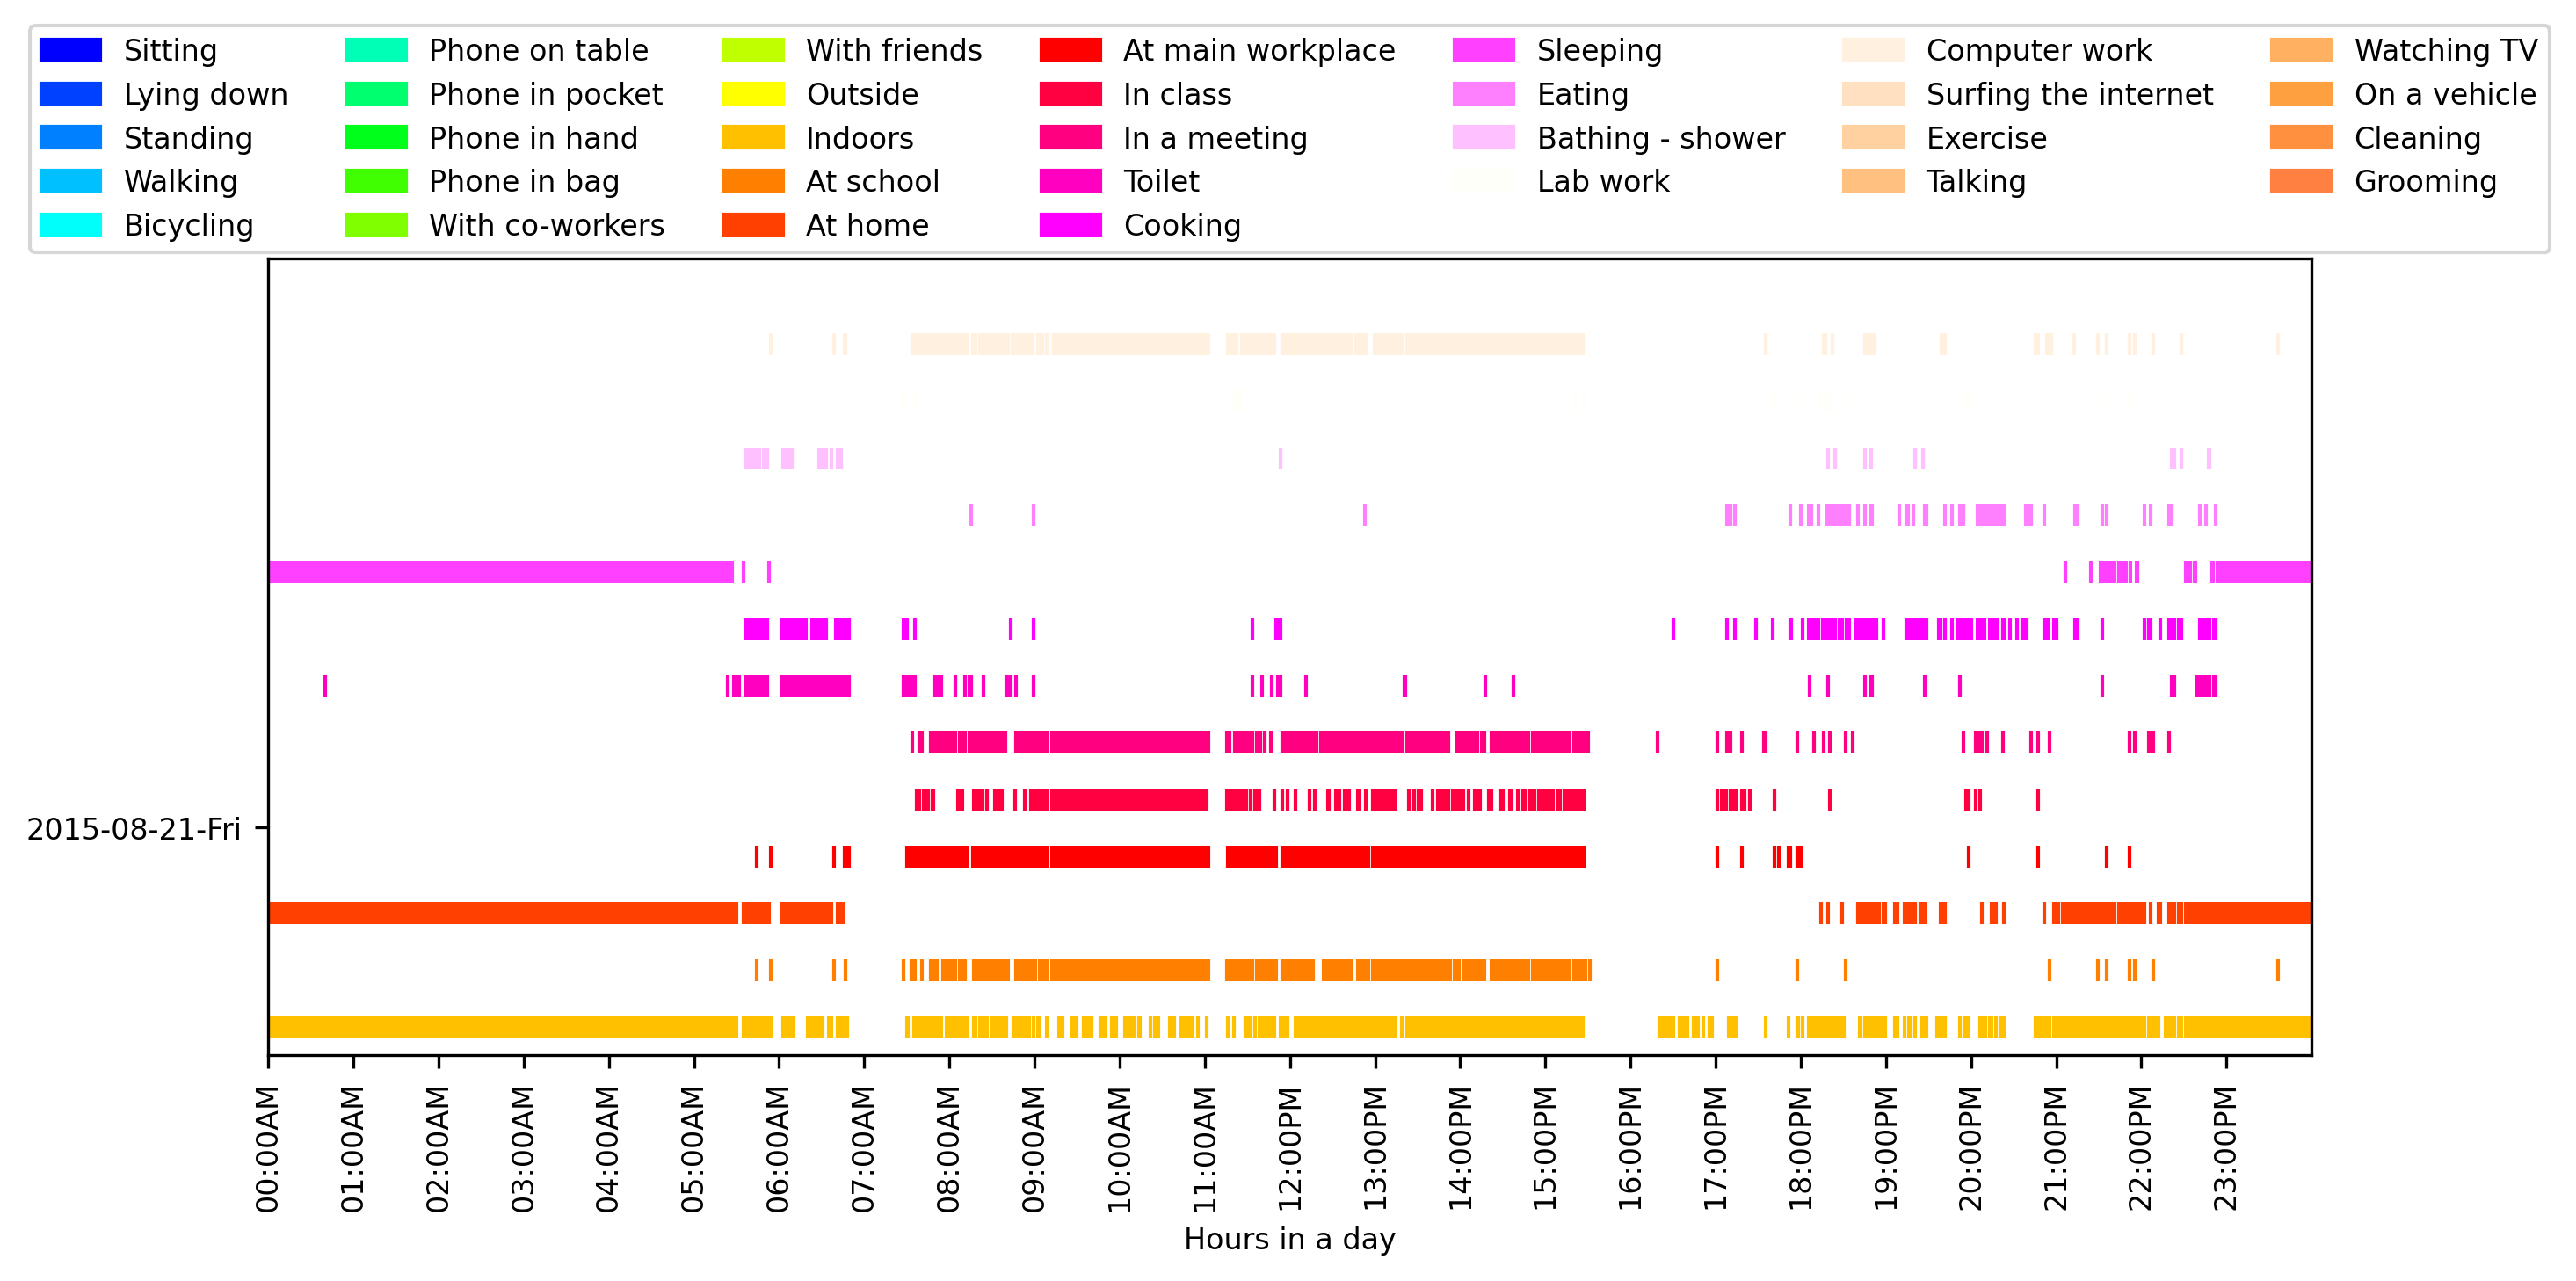 Sitting
Lying down
Standing
Walking
Bicycling
Phone on table
Phone in pocket
Phone in hand
Phone in bag
With co-workers
With friends
Outside
Indoors
At school
At home
At main workplace
In class
In a meeting
Toilet
Cooking
Sleeping
Eating
Bathing - shower
Lab work
Computer work
Surfing the internet
Exercise
Talking
Watching TV
On a vehicle
Cleaning
Grooming
2015-08-21-Fri
00:00AM
01:00AM
02:00AM
03:00AM
04:00AM
05:00AM
06:00AM
07:00AM
08:00AM
09:00AM
10:00AM
11:00AM
12:00PM
13:00PM
14:00PM
15:00PM
16:00PM
17:00PM
18:00PM
19:00PM
20:00PM
21:00PM
22:00PM
23:00PM
Hours in a day